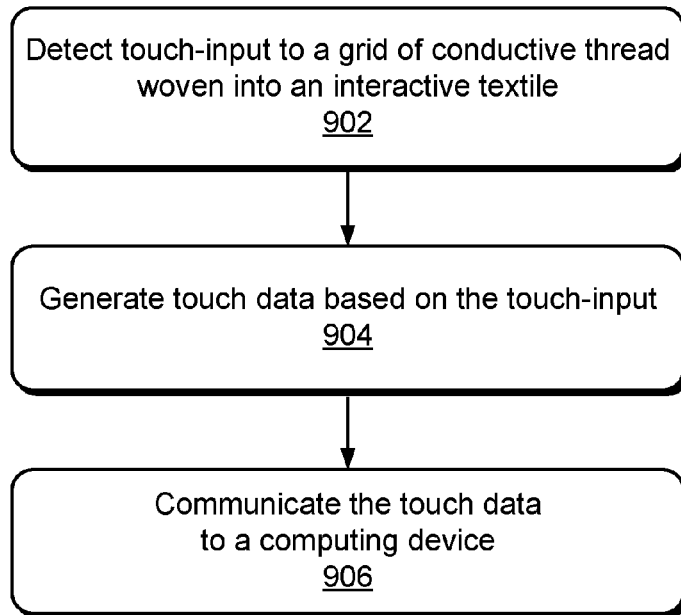 Detect touch-input to a grid of conductive thread
woven into an interactive textile
902
Generate touch data based on the touch-input
904
Communicate the touch data
to a computing device
906